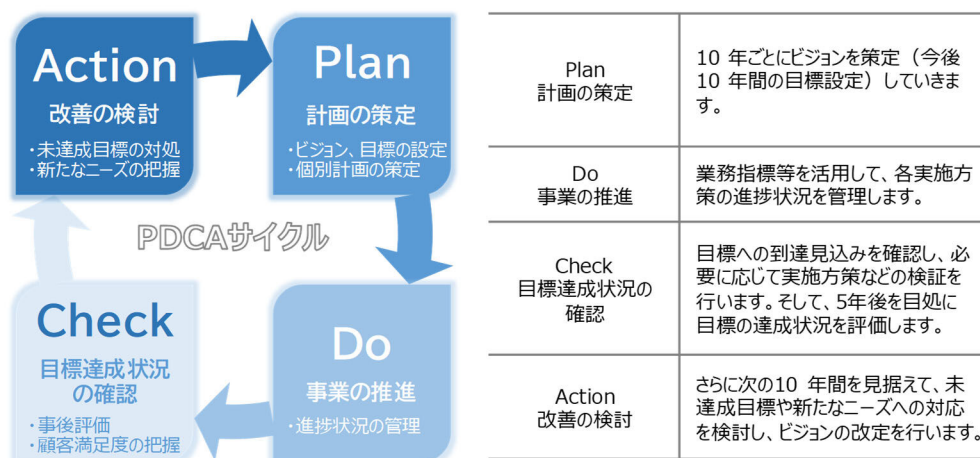 Action
改善の検討
・未達成目標の対処
・新たなニーズの把握
Plan
計画の策定
・ビジョン、目標の設定
・個別計画の策定
PDCAサイクル
Check
目標達成状況
の確認
・事後評価
・顧客満足度の把握
Do
事業の推進
・進捗状況の管理
Plan
計画の策定
10 年ごとにビジョンを策定（今後
10 年間の目標設定）していきま
す。
Do
事業の推進
業務指標等を活用して、各実施方
策の進捗状況を管理します。
Check
目標達成状況の
確認
目標への到達見込みを確認し、必
要に応じて実施方策などの検証を
行います。そして、5年後を目処に
目標の達成状況を評価します。
Action
改善の検討
さらに次の10 年間を見据えて、未
達成目標や新たなニーズへの対応
を検討し、ビジョンの改定を行います。